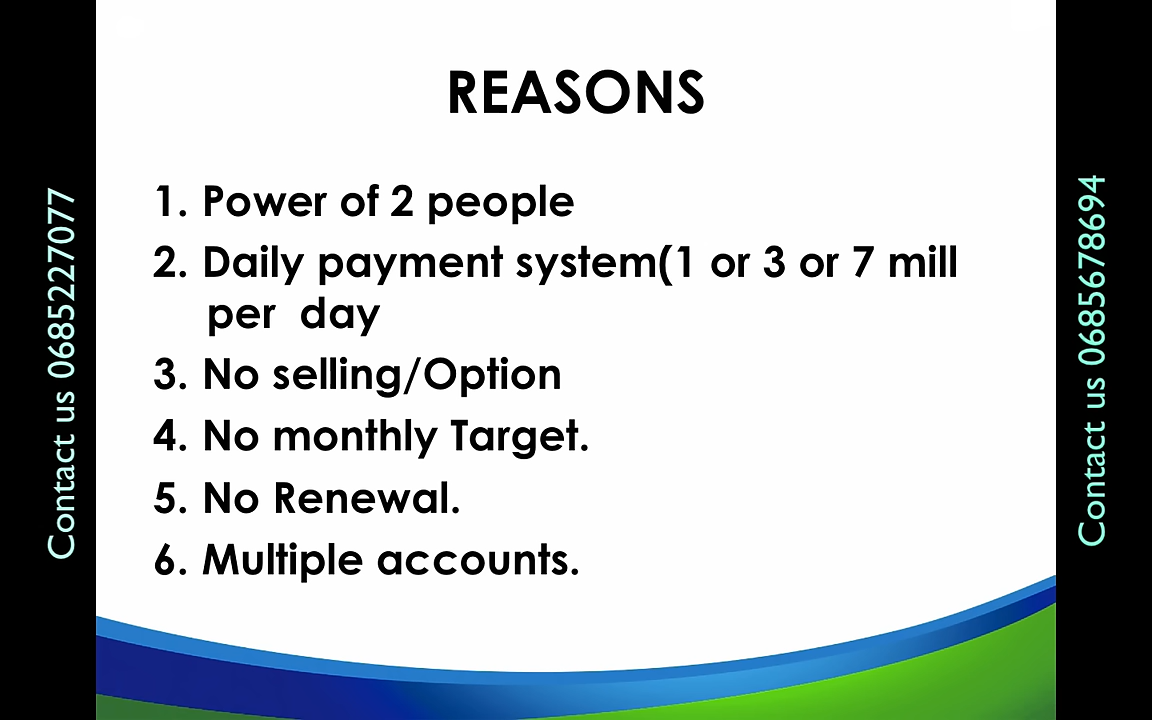 REASONS
1. Power of 2 people
2. Daily payment system(1 or 3 or 7 mill
per day
3. No selling/Option
4. No monthly Target.
5. No Renewal.
6. Multiple accounts.
Contact us 0685227077
Contact us 0685678694